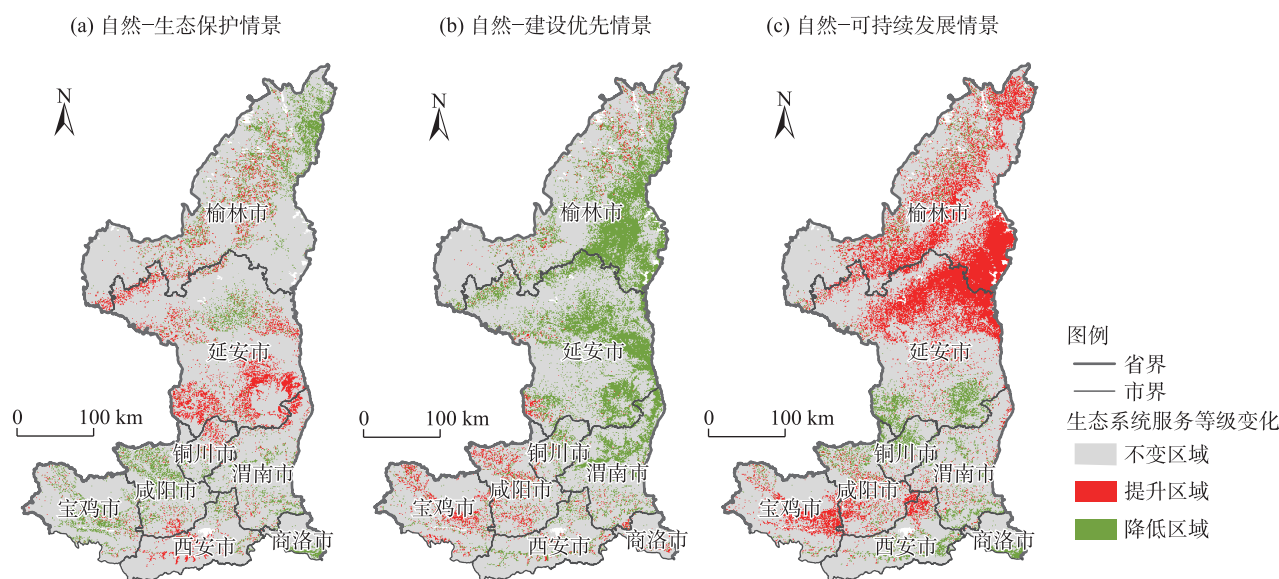 (a) 自然−生态保护情景
(b) 自然−建设优先情景
(c) 自然−可持续发展情景
N
N
N
榆林市
榆林市
榆林市
延安市
延安市
延安市
0 100 km
0 100 km
0 100 km
铜川市
渭南市
咸阳市
宝鸡市
西安市
商洛市
铜川市
渭南市
咸阳市
宝鸡市
西安市
商洛市
铜川市
渭南市
咸阳市
宝鸡市
西安市
商洛市
图例
省界
市界
生态系统服务等级变化
不变区域
提升区域
降低区域